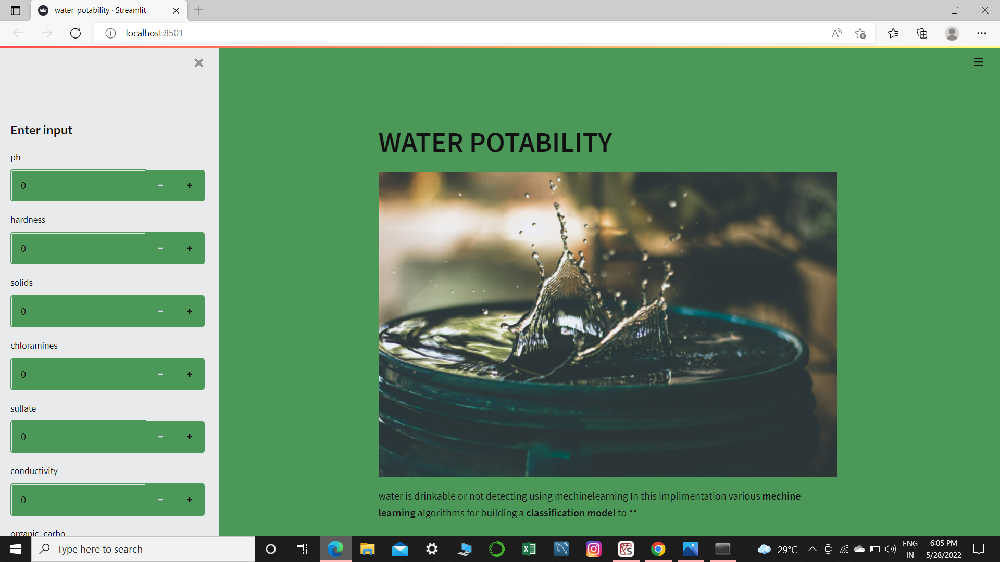 water_potability · Streamlit
localhost:8501
Enter input
ph
0
hardness
0
solids
0
chloramines
0
sulfate
0
conductivity
0
organic_carbo
WATER POTABILITY
water is drinkable or not detecting using mechinelearning In this implimentation various mechine
learning algorithms for building a classification model to **
Type here to search
29°C
ENG
IN
6:05 PM
5/28/2022